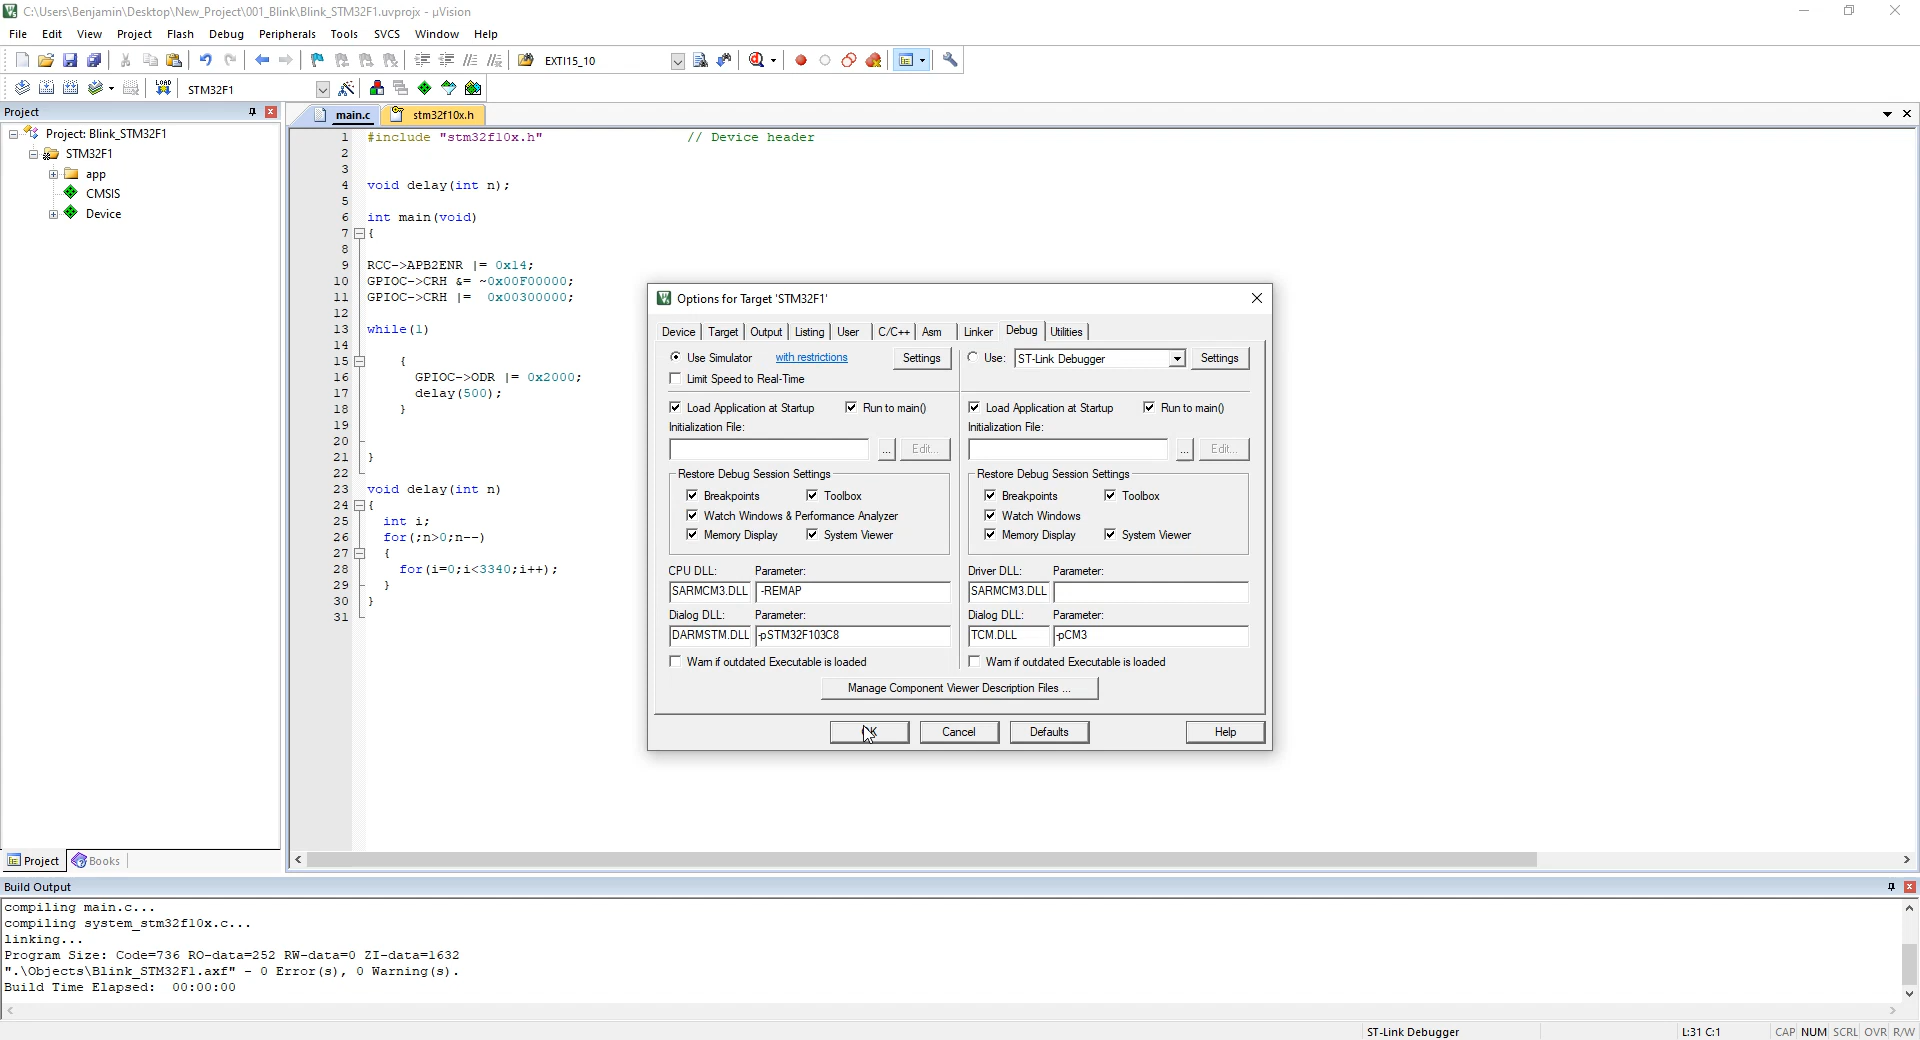 C:\Users\Benjamin\Desktop\New_Project\001_Blink\Blink_STM32F1.uvprojx - µVision
File Edit View Project Flash Debug Peripherals Tools SVCS Window Help
EXTI15_10
LOAD STM32F1
Project
Project: Blink_STM32F1
STM32F1
app
CMSIS
Device
Project Books
main.c stm32f10x.h
1 #include "stm32f10x.h" // Device header
2
3
4 void delay(int n);
5
6 int main(void)
7 {
8
9 RCC->APB2ENR |= 0x14;
10 GPIOC->CRH &= ~0x00F00000;
11 GPIOC->CRH |= 0x00300000;
12
13 while(1)
14
15 {
16 GPIOC->ODR |= 0x2000;
17 delay(500);
18 }
19
20
21 }
22
23 void delay(int n)
24 {
25 int i;
26 for(;n>0;n--)
27 {
28 for(i=0;i<3340;i++);
29 }
30 }
31
Options for Target 'STM32F1'
Device Target Output Listing User C/C++ Asm Linker Debug Utilities
Use Simulator with restrictions Settings
Limit Speed to Real-Time
Load Application at Startup Run to main()
Initialization File:
... Edit...
Restore Debug Session Settings
Breakpoints Toolbox
Watch Windows & Performance Analyzer
Memory Display System Viewer
CPU DLL: Parameter:
SARMCM3.DLL -REMAP
Dialog DLL: Parameter:
DARMSTM.DLL -pSTM32F103C8
Warn if outdated Executable is loaded
Use: ST-Link Debugger Settings
Load Application at Startup Run to main()
Initialization File:
... Edit...
Restore Debug Session Settings
Breakpoints Toolbox
Watch Windows
Memory Display System Viewer
Driver DLL: Parameter:
SARMCM3.DLL
Dialog DLL: Parameter:
TCM.DLL -pCM3
Warn if outdated Executable is loaded
Manage Component Viewer Description Files ...
OK Cancel Defaults Help
Build Output
compiling main.c...
compiling system_stm32f10x.c...
linking...
Program Size: Code=736 RO-data=252 RW-data=0 ZI-data=1632
".\Objects\Blink_STM32F1.axf" - 0 Error(s), 0 Warning(s).
Build Time Elapsed: 00:00:00
ST-Link Debugger L:31 C:1 CAP NUM SCRL OVR R/W